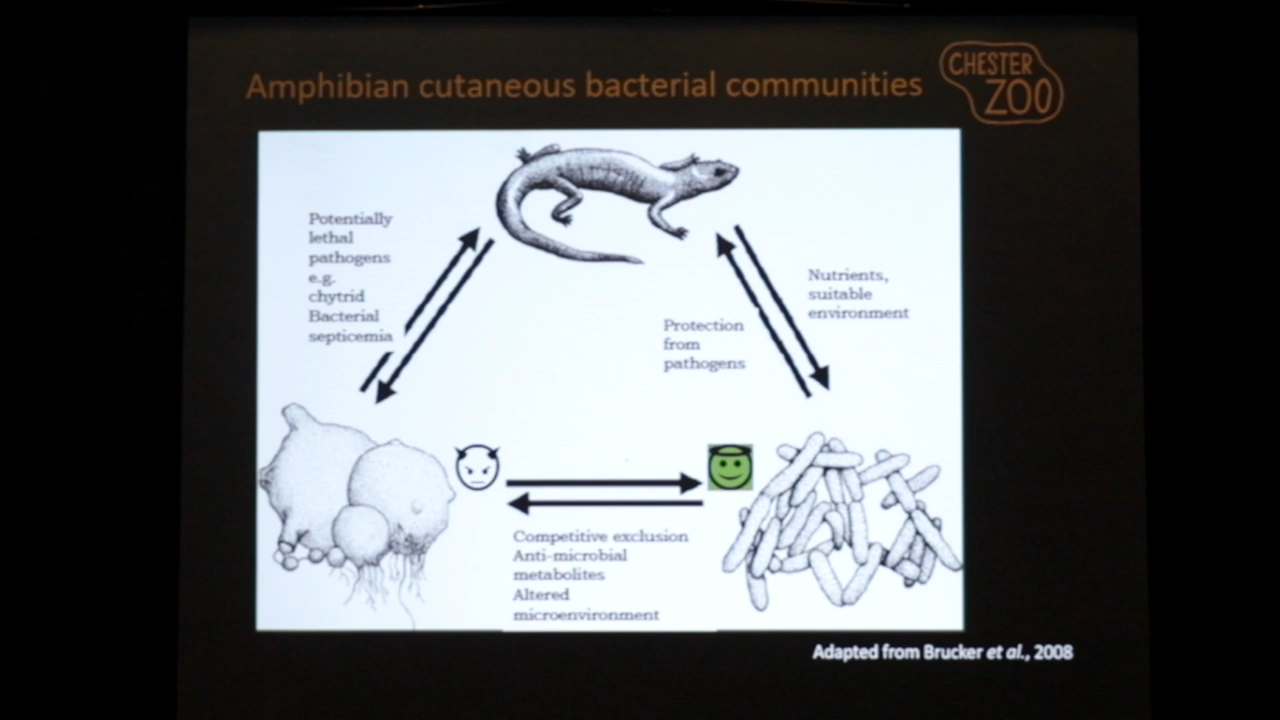 Amphibian cutaneous bacterial communities
CHESTER
ZOO
Potentially
lethal
pathogens
e.g.
chytrid
Bacterial
septicemia
Nutrients,
suitable
environment
Protection
from
pathogens
Competitive exclusion
Anti-microbial
metabolites
Altered
microenvironment
Adapted from Brucker et al., 2008